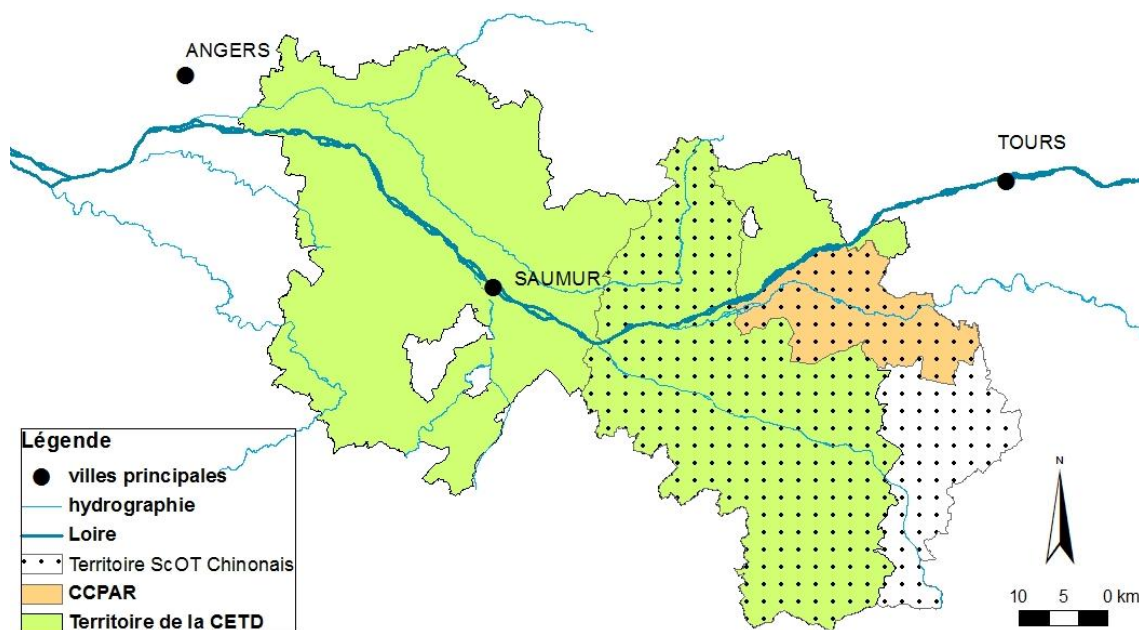 ANGERS
TOURS
SAUMUR
Légende
villes principales
hydrographie
Loire
Territoire ScOT Chinonais
CCPAR
Territoire de la CETD
N
10 5 0 km